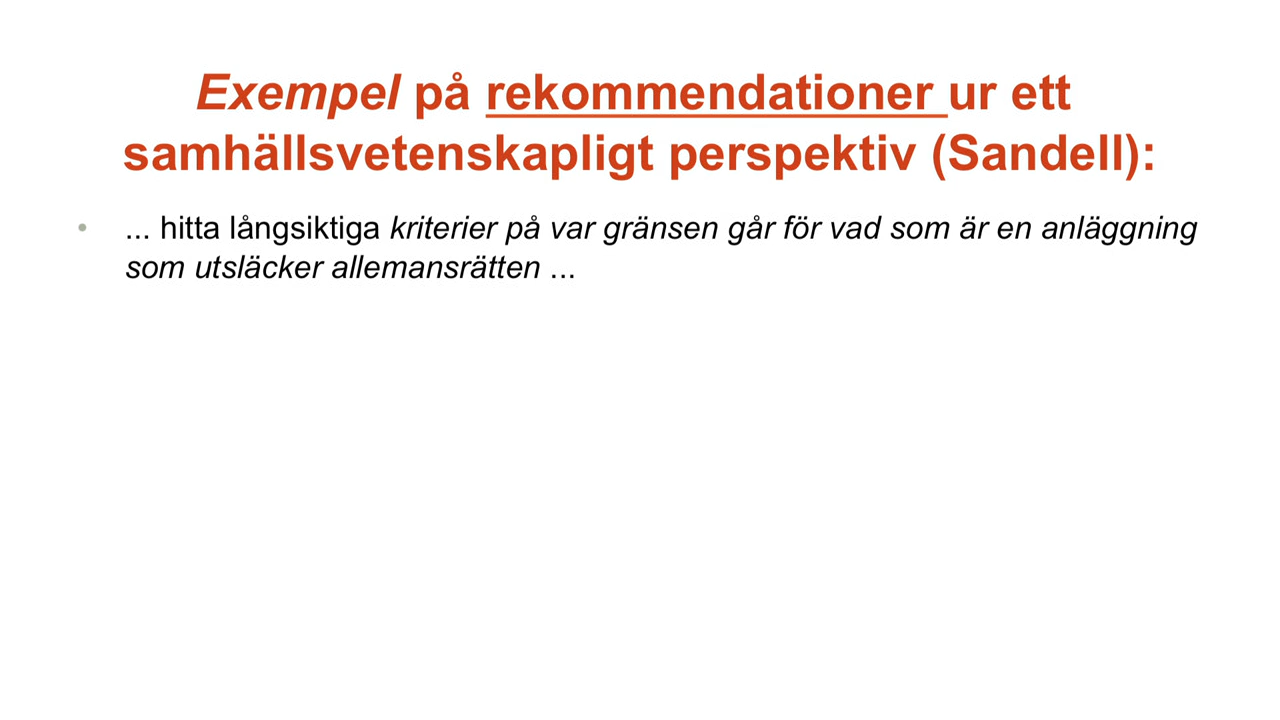 Exempel på rekommendationer ur ett
samhällsvetenskapligt perspektiv (Sandell):
• ... hitta långsiktiga kriterier på var gränsen går för vad som är en anläggning
som utsläcker allemansrätten ...